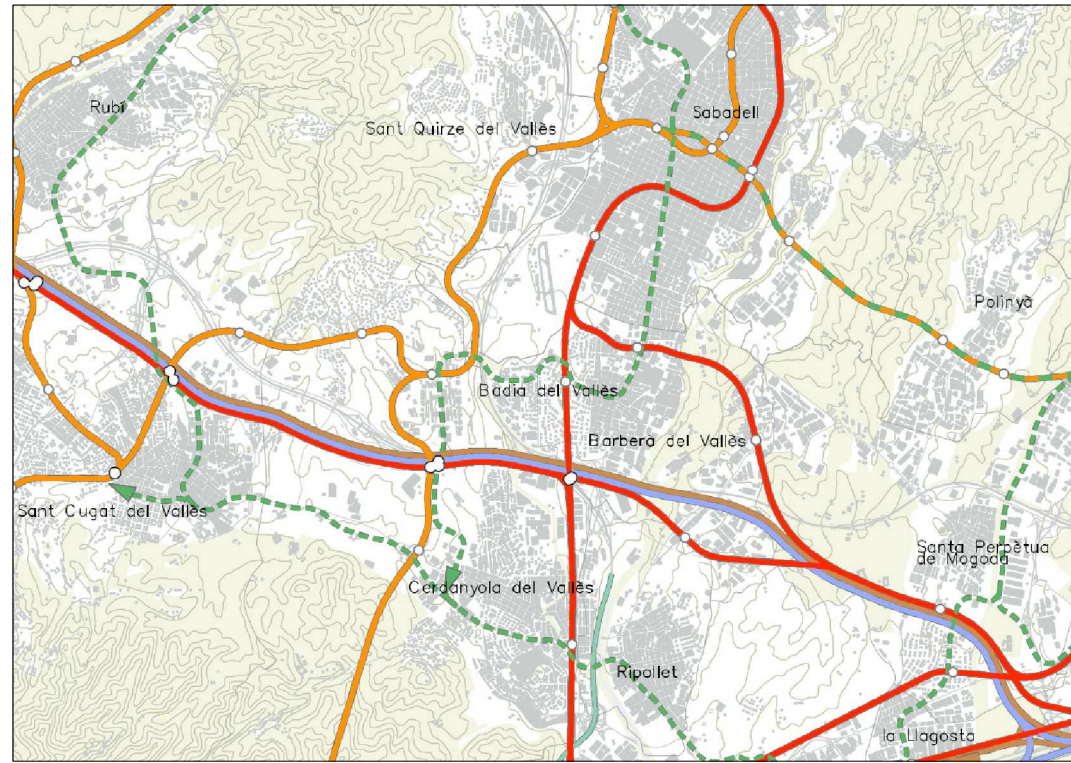 Rubí
Sabadell
Sant Quirze del Vallès
Polinyà
Badia del Vallès
Barberà del Vallès
Sant Cugat del Vallès
Santa Perpètua
de Mogoda
Cerdanyola del Vallès
Ripollet
la Llagosta